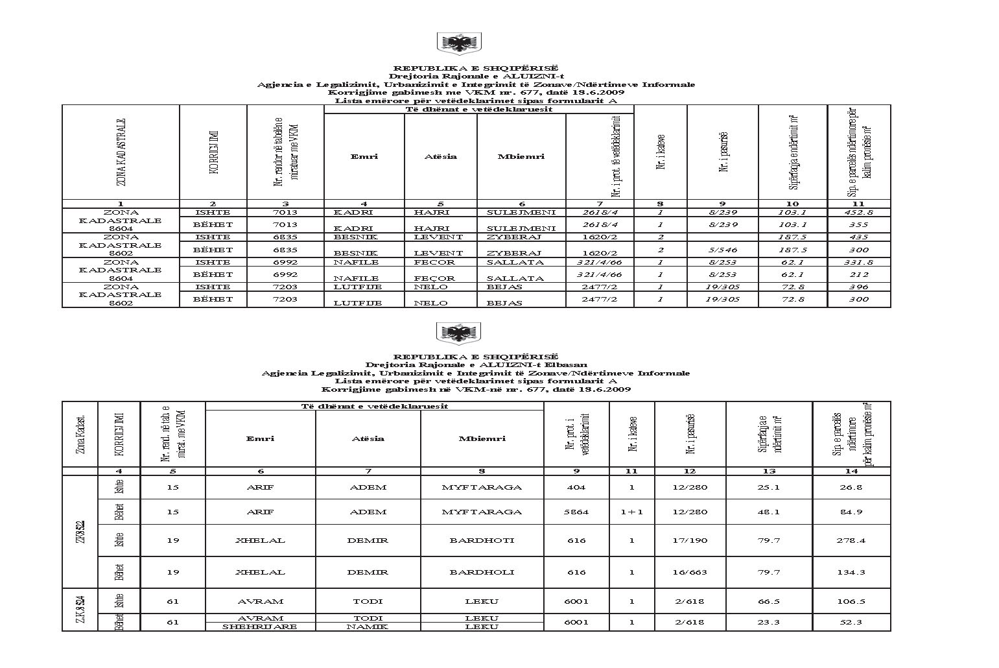 REPUBLIKA E SHQIPËRISË
Drejtoria Rajonale e ALUIZNI-t
Agjencia e Legalizimit, Urbanizimit e Integrimit të Zonave/Ndërtimeve Informale
Korrigjime gabimesh me VKM nr. 677, datë 18.6.2009
Lista emërore për vetëdeklarimet sipas formularit A
ZONA KADASTRALE
KORRIGJIMI
Nr. rendor në tabelën e
miratuar me VKM
Të dhënat e vetëdeklaruesit
Emri
Atësia
Mbiemri
Nr. i prot. të vetëdeklarimit
Nr. i kateve
Nr. i pasurisë
Sipërfaqja e ndërtimit m²
Sip. e parcelës ndërtimore për
kalim pronësie m²
1 2 3 4 5 6 7 8 9 10 11
ZONA
KADASTRALE
8604
ISHTE 7013 KADRI HAJRI SULEJMENI 2618/4 1 8/239 103.1 452.8
BËHET 7013 KADRI HAJRI SULEJMENI 2618/4 1 8/239 103.1 355
ZONA
KADASTRALE
8602
ISHTE 6835 BESNIK LEVENT ZYBERAJ 1620/2 2 187.5 435
BËHET 6835 BESNIK LEVENT ZYBERAJ 1620/2 2 5/546 187.5 300
ZONA
KADASTRALE
8604
ISHTE 6992 NAFILE FECOR SALLATA 321/4/66 1 8/253 62.1 331.8
BËHET 6992 NAFILE FEÇOR SALLATA 321/4/66 1 8/253 62.1 212
ZONA
KADASTRALE
8602
ISHTE 7203 LUTFIJE NELO BEJAS 2477/2 1 19/305 72.8 396
BËHET 7203 LUTFIJE NELO BEJAS 2477/2 1 19/305 72.8 300
REPUBLIKA E SHQIPËRISË
Drejtoria Rajonale e ALUIZNI-t Elbasan
Agjencia Legalizimit, Urbanizimit e Integrimit të Zonave/Ndërtimeve Informale
Lista emërore për vetëdeklarimet sipas formularit A
Korrigjime gabimesh në VKM-në nr. 677, datë 18.6.2009
Zona Kadast.
KORRIGJIMI
Nr. rend. në tab. e
mirat. me VKM
Të dhënat e vetëdeklaruesit
Emri
Atësia
Mbiemri
Nr. prot. i
vetëdeklarimit
Nr. i kateve
Nr. i pasurisë
Sipërfaqja e
ndërtimit m²
Sip. e parcelës
ndërtimore
për kalim pronësie m²
4 5 6 7 8 9 11 12 13 14
ZK8522
Ishte 15 ARIF ADEM MYFTARAGA 404 1 12/280 25.1 26.8
Bëhet 15 ARIF ADEM MYFTARAGA 5864 1+1 12/280 48.1 84.9
Ishte 19 XHELAL DEMIR BARDHOTI 616 1 17/190 79.7 278.4
Bëhet 19 XHELAL DEMIR BARDHOLI 616 1 16/663 79.7 134.3
Z.K.8524
Ishte 61 AVRAM TODI LEKU 6001 1 2/618 66.5 106.5
Bëhet 61 AVRAM TODI LEKU 6001 1 2/618 23.3 52.3
SHEHRIJARE NAMIK LEKU